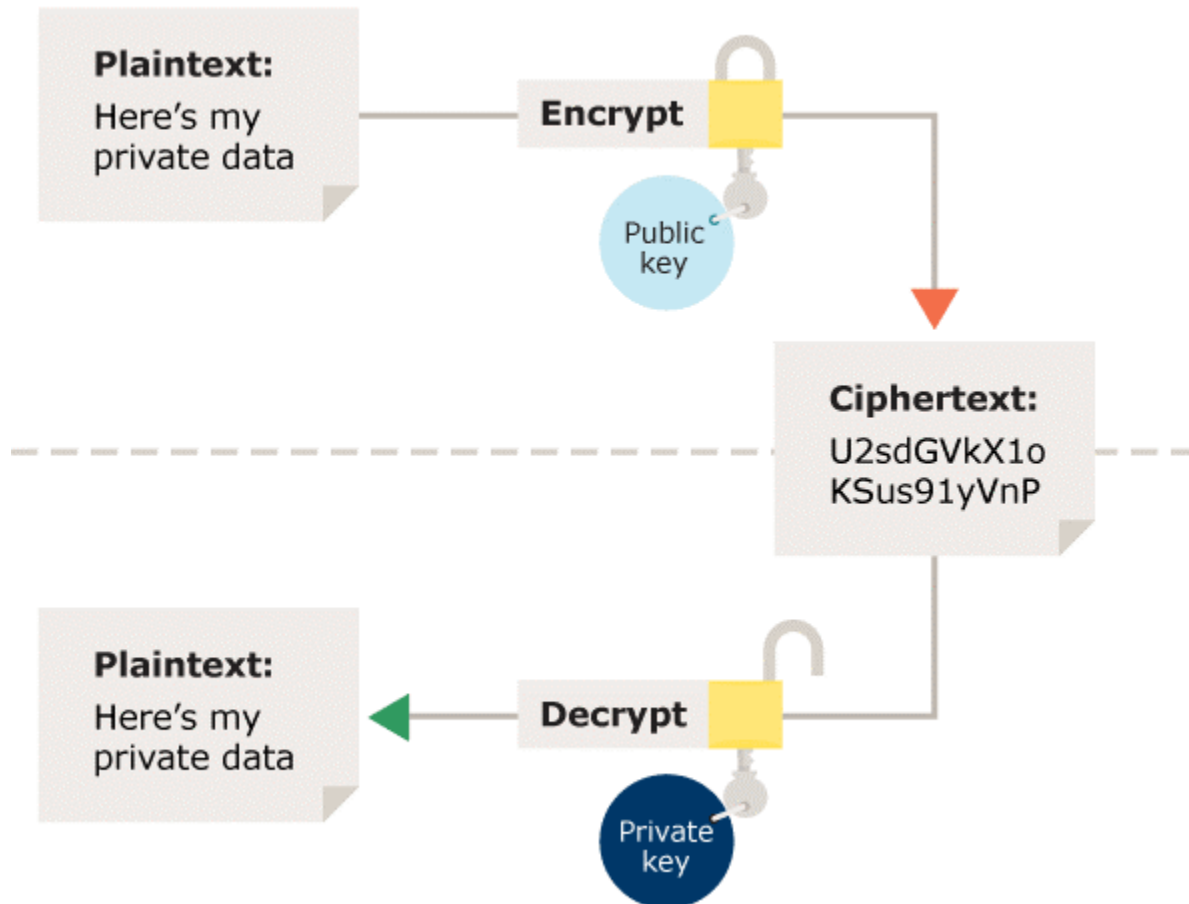 Plaintext:
Here’s my
private data
Encrypt
Public
key
Ciphertext:
U2sdGVkX1o
KSus91yVnP
Plaintext:
Here’s my
private data
Decrypt
Private
key